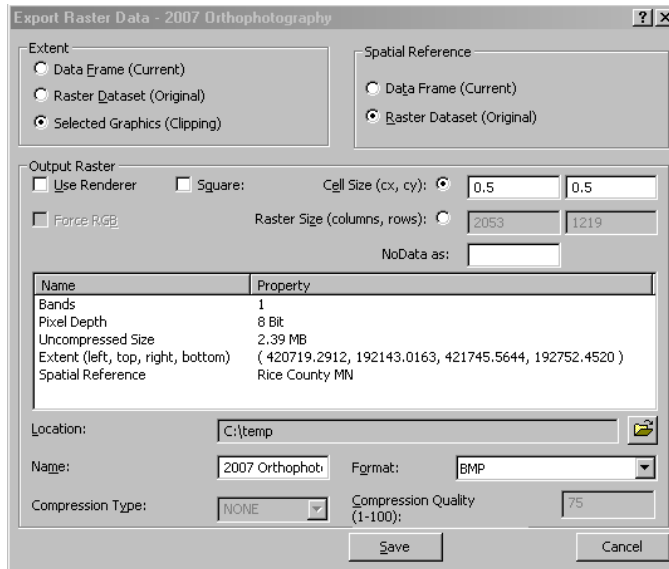 Export Raster Data - 2007 Orthophotography
Extent
Data Frame (Current)
Raster Dataset (Original)
Selected Graphics (Clipping)
Spatial Reference
Data Frame (Current)
Raster Dataset (Original)
Output Raster
Use Renderer
Square:
Cell Size (cx, cy):
0.5
0.5
Force RGB
Raster Size (columns, rows):
2053
1219
NoData as:
Name Property
Bands 1
Pixel Depth 8 Bit
Uncompressed Size 2.39 MB
Extent (left, top, right, bottom) ( 420719.2912, 192143.0163, 421745.5644, 192752.4520 )
Spatial Reference Rice County MN
Location:
C:\temp
Name:
2007 Orthophot
Format:
BMP
Compression Type:
NONE
Compression Quality
(1-100):
75
Save
Cancel